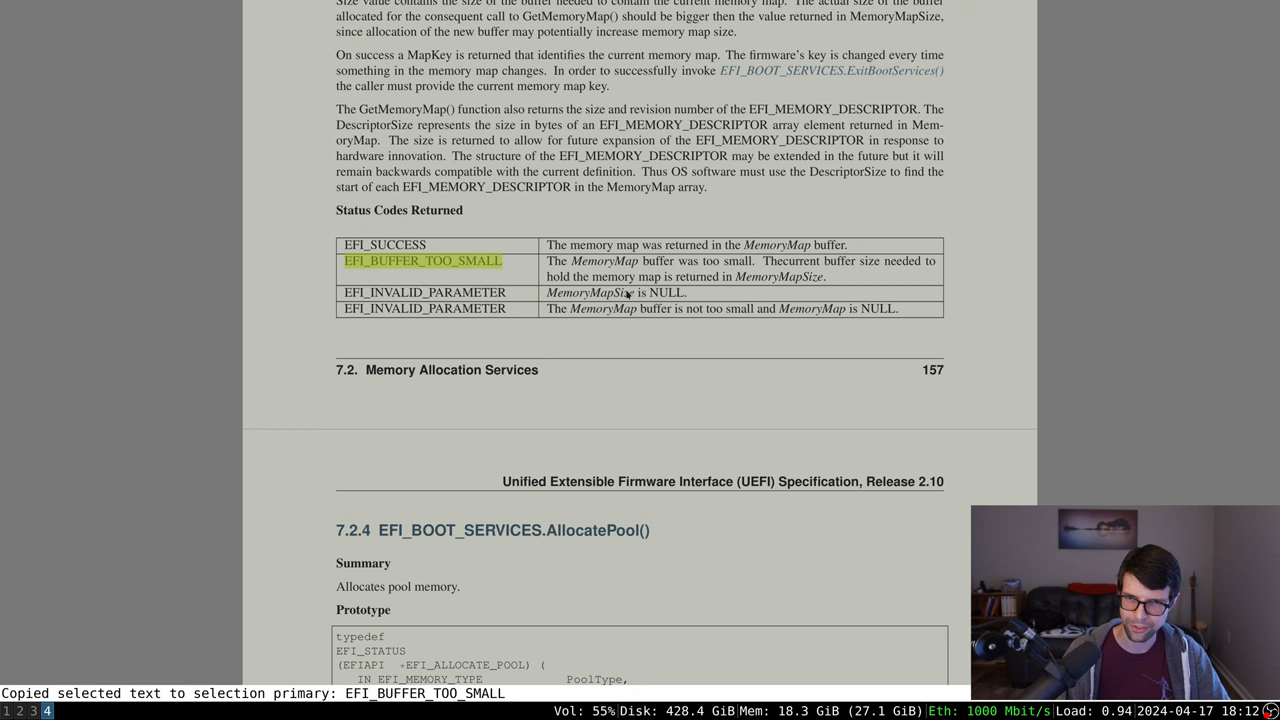 Size value contains the size of the buffer needed to contain the current memory map. The actual size of the buffer
allocated for the consequent call to GetMemoryMap() should be bigger then the value returned in MemoryMapSize,
since allocation of the new buffer may potentially increase memory map size.
On success a MapKey is returned that identifies the current memory map. The firmware's key is changed every time
something in the memory map changes. In order to successfully invoke EFI_BOOT_SERVICES.ExitBootServices()
the caller must provide the current memory map key.
The GetMemoryMap() function also returns the size and revision number of the EFI_MEMORY_DESCRIPTOR. The
DescriptorSize represents the size in bytes of an EFI_MEMORY_DESCRIPTOR array element returned in Mem-
oryMap. The size is returned to allow for future expansion of the EFI_MEMORY_DESCRIPTOR in response to
hardware innovation. The structure of the EFI_MEMORY_DESCRIPTOR may be extended in the future but it will
remain backwards compatible with the current definition. Thus OS software must use the DescriptorSize to find the
start of each EFI_MEMORY_DESCRIPTOR in the MemoryMap array.
Status Codes Returned
EFI_SUCCESS The memory map was returned in the MemoryMap buffer.
EFI_BUFFER_TOO_SMALL The MemoryMap buffer was too small. Thecurrent buffer size needed to
hold the memory map is returned in MemoryMapSize.
EFI_INVALID_PARAMETER MemoryMapSize is NULL.
EFI_INVALID_PARAMETER The MemoryMap buffer is not too small and MemoryMap is NULL.
7.2. Memory Allocation Services 157
Unified Extensible Firmware Interface (UEFI) Specification, Release 2.10
7.2.4 EFI_BOOT_SERVICES.AllocatePool()
Summary
Allocates pool memory.
Prototype
typedef
EFI_STATUS
(EFIAPI *EFI_ALLOCATE_POOL) (
IN EFI_MEMORY_TYPE PoolType,
Copied selected text to selection primary: EFI_BUFFER_TOO_SMALL
1 2 3 4 Vol: 55%|Disk: 428.4 GiB|Mem: 18.3 GiB (27.1 GiB)|Eth: 1000 Mbit/s|Load: 0.94|2024-04-17 18:12